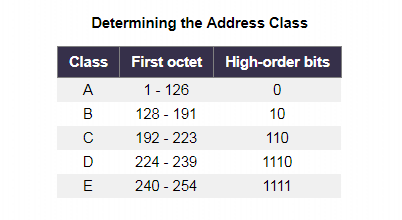 Determining the Address Class
Class First octet High-order bits
A 1 - 126 0
B 128 - 191 10
C 192 - 223 110
D 224 - 239 1110
E 240 - 254 1111